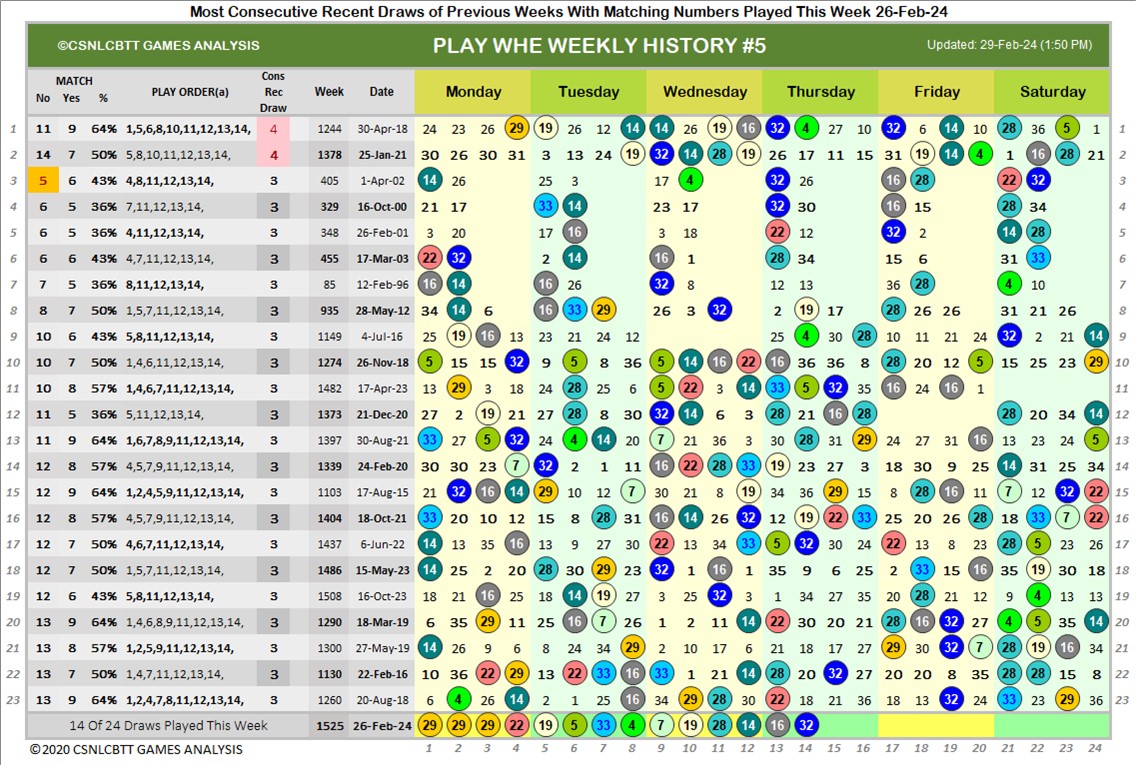 Most Consecutive Recent Draws of Previous Weeks With Matching Numbers Played This Week 26-Feb-24
©CSNLCBTT GAMES ANALYSIS PLAY WHE WEEKLY HISTORY #5 Updated: 29-Feb-24 (1:50 PM)
MATCH Cons
No Yes % PLAY ORDER(a) Rec Draw Week Date Monday Tuesday Wednesday Thursday Friday Saturday
1 11 9 64% 1,5,6,8,10,11,12,13,14, 4 1244 30-Apr-18 24 23 26 29 19 26 12 8 14 14 26 19 16 32 4 27 10 32 6 14 10 28 36 5 1 1
2 14 7 50% 5,8,10,11,12,13,14, 4 1378 25-Jan-21 30 26 30 31 3 13 24 19 32 14 28 19 26 17 11 15 31 19 14 4 1 16 28 21 2
3 5 6 43% 4,8,11,12,13,14, 3 405 1-Apr-02 14 26 25 3 17 4 32 26 16 28 22 32 3
4 6 5 36% 7,11,12,13,14, 3 329 16-Oct-00 21 17 33 14 23 17 32 30 16 15 28 34 4
5 6 5 36% 4,11,12,13,14, 3 348 26-Feb-01 3 20 17 16 3 18 22 12 32 2 14 28 5
6 6 6 43% 4,7,11,12,13,14, 3 455 17-Mar-03 22 32 2 14 16 1 28 34 15 6 31 33 6
7 7 5 36% 8,11,12,13,14, 3 85 12-Feb-96 16 14 16 26 32 8 12 13 36 28 4 10 7
8 8 7 50% 1,5,7,11,12,13,14, 3 935 28-May-12 34 14 6 16 33 29 26 3 32 2 19 17 28 26 26 31 21 26 8
9 10 6 43% 5,8,11,12,13,14, 3 1149 4-Jul-16 25 19 16 13 23 21 24 12 25 4 30 28 10 11 21 24 32 2 21 14 9
10 10 7 50% 1,4,6,11,12,13,14, 3 1274 26-Nov-18 5 15 15 32 9 5 8 36 5 14 16 22 16 36 36 8 28 20 12 5 15 25 23 29 10
11 10 8 57% 1,4,6,7,11,12,13,14, 3 1482 17-Apr-23 13 29 3 18 24 28 25 6 5 22 3 14 33 5 32 35 16 24 16 1 11
12 11 5 36% 5,11,12,13,14, 3 1373 21-Dec-20 27 2 19 21 27 28 8 30 32 14 6 3 28 21 16 28 28 20 34 14 12
13 11 9 64% 1,6,7,8,9,11,12,13,14, 3 1397 30-Aug-21 33 27 5 32 24 4 14 20 7 21 36 3 30 28 31 29 24 27 31 16 13 23 24 5 13
14 12 8 57% 4,5,7,9,11,12,13,14, 3 1339 24-Feb-20 30 30 23 7 32 2 1 11 16 22 28 33 19 23 27 3 18 30 9 25 14 31 25 34 14
15 12 9 64% 1,2,4,5,9,11,12,13,14, 3 1103 17-Aug-15 21 32 16 14 29 10 12 7 30 21 8 19 34 36 29 15 8 28 16 11 7 12 32 22 15
16 12 8 57% 4,5,7,9,11,12,13,14, 3 1404 18-Oct-21 33 20 10 12 15 8 28 31 16 14 26 32 12 19 22 33 25 20 26 28 18 33 7 22 16
17 12 7 50% 4,6,7,11,12,13,14, 3 1437 6-Jun-22 14 13 35 16 13 9 27 30 22 13 34 33 5 32 30 24 22 13 8 23 28 5 23 26 17
18 12 7 50% 1,5,7,11,12,13,14, 3 1486 15-May-23 14 25 2 20 28 30 29 23 32 1 16 1 35 9 6 25 2 33 15 16 35 19 30 18 18
19 12 6 43% 5,8,11,12,13,14, 3 1508 16-Oct-23 18 21 16 25 18 14 19 27 3 25 32 3 1 34 27 35 20 28 21 12 9 4 13 13 19
20 13 9 64% 1,4,6,8,9,11,12,13,14, 3 1290 18-Mar-19 6 35 29 11 25 16 7 26 1 2 11 14 22 30 20 21 28 16 32 20 4 5 35 14 20
21 13 8 57% 1,2,5,9,11,12,13,14, 3 1300 27-May-19 14 26 9 6 8 24 34 29 2 10 17 6 21 18 17 27 29 30 32 7 28 19 16 34 21
22 13 7 50% 1,4,7,11,12,13,14, 3 1130 22-Feb-16 10 36 22 29 13 22 33 16 33 1 21 14 28 20 32 27 20 20 8 35 28 28 15 8 22
23 13 9 64% 1,2,4,7,8,11,12,13,14, 3 1260 20-Aug-18 6 4 26 14 2 1 25 16 34 29 28 30 22 19 21 18 18 13 32 24 33 23 29 36 23
14 Of 24 Draws Played This Week 1525 26-Feb-24 29 29 29 22 19 5 33 4 7 19 28 14 16 32
© 2020 CSNLCBTT GAMES ANALYSIS 1 2 3 4 5 6 7 8 9 10 11 12 13 14 15 16 17 18 19 20 21 22 23 24